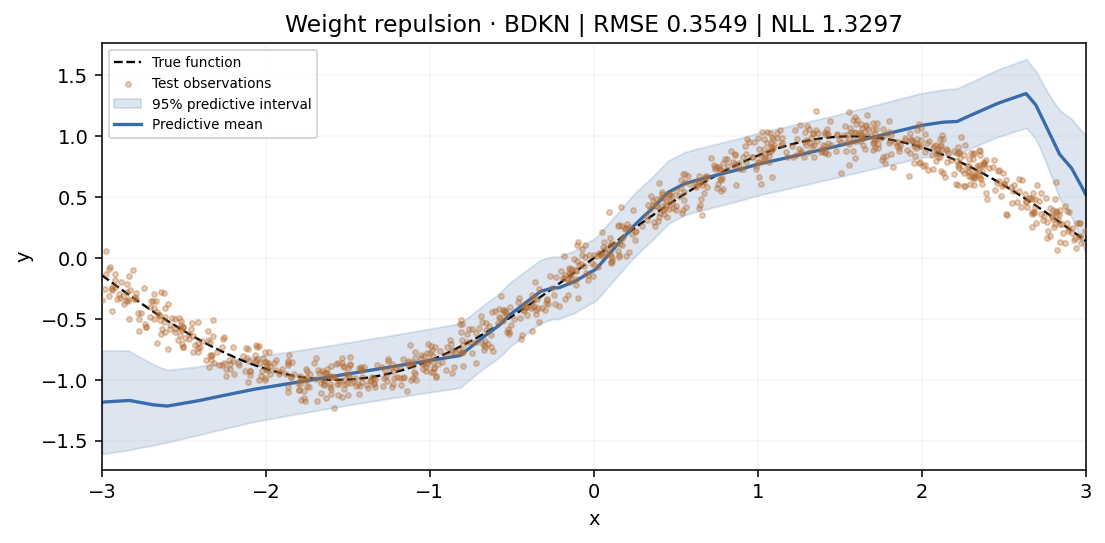 Weight repulsion · BDKN | RMSE 0.3549 | NLL 1.3297
True function
Test observations
95% predictive interval
Predictive mean
1.5
1.0
0.5
0.0
−0.5
−1.0
−1.5
y
−3
−2
−1
0
1
2
3
x